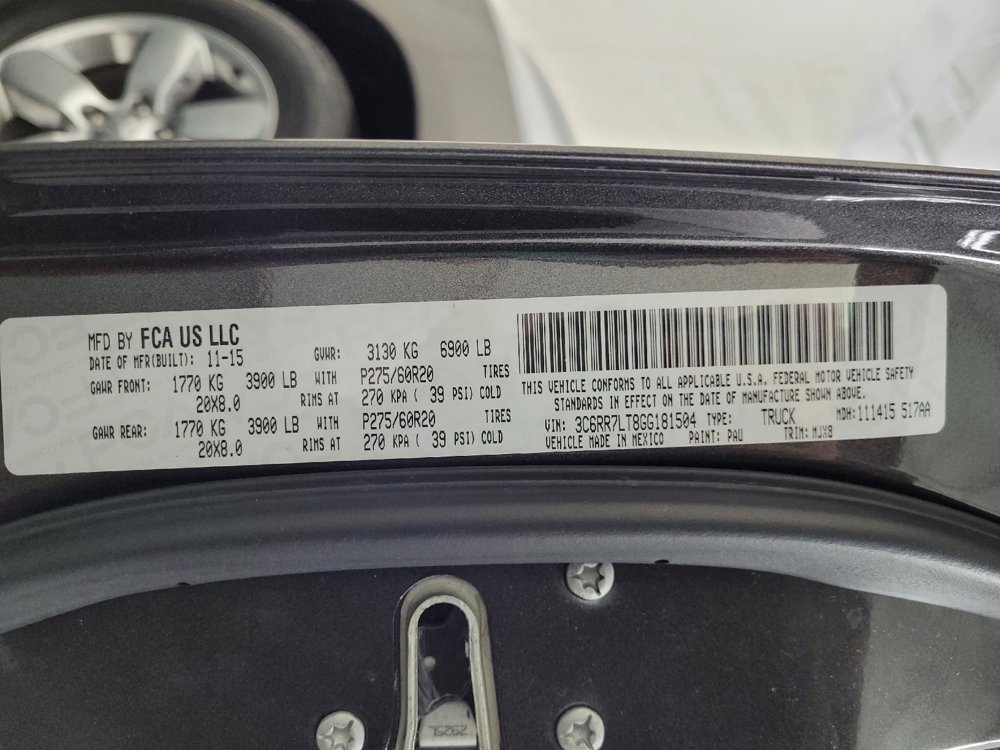 MFD BY FCA US LLC
DATE OF MFR(BUILT): 11-15 GVWR: 3130 KG 6900 LB
GAWR FRONT: 1770 KG 3900 LB WITH P275/60R20 TIRES
20X8.0 RIMS AT 270 KPA ( 39 PSI) COLD
GAWR REAR: 1770 KG 3900 LB WITH P275/60R20 TIRES
20X8.0 RIMS AT 270 KPA ( 39 PSI) COLD
THIS VEHICLE CONFORMS TO ALL APPLICABLE U.S.A. FEDERAL MOTOR VEHICLE SAFETY
STANDARDS IN EFFECT ON THE DATE OF MANUFACTURE SHOWN ABOVE.
VIN: 3C6RR7LT8GG181504 TYPE: TRUCK MDH: 111415 517AA
VEHICLE MADE IN MEXICO PAINT: PAU TRIM: MJX9